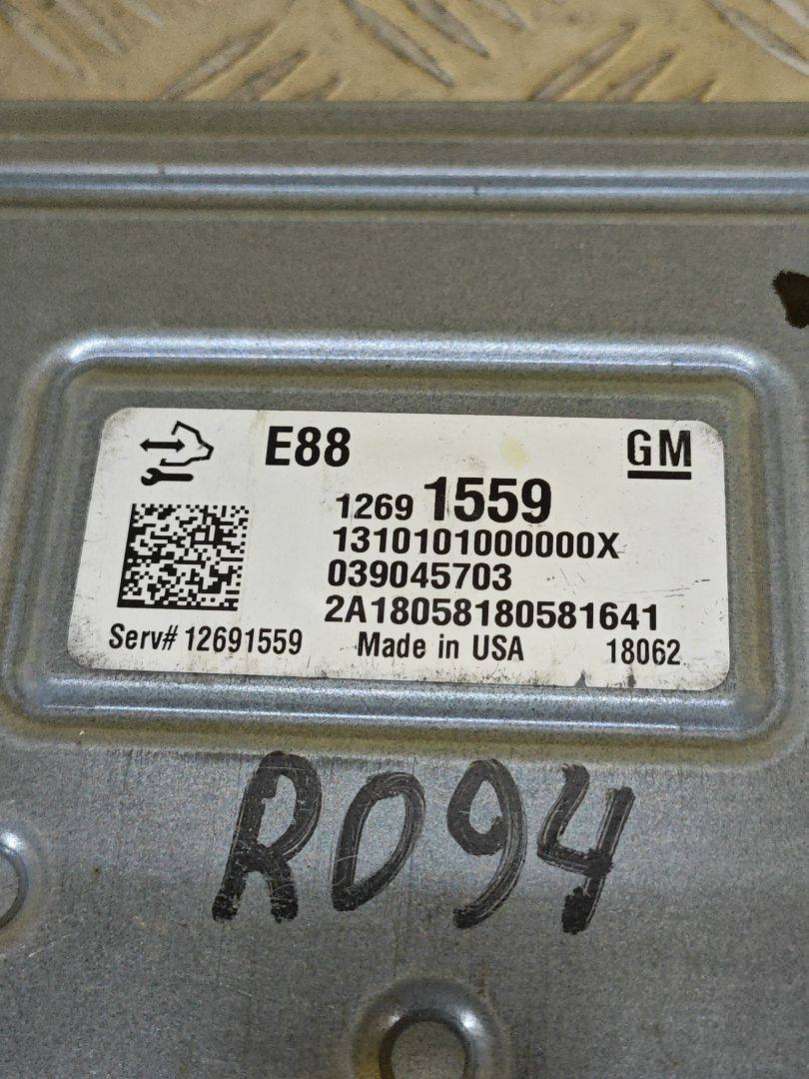 E88 GM
1269 1559
1310101000000X
039045703
2A18058180581641
Serv# 12691559 Made in USA 18062
R094